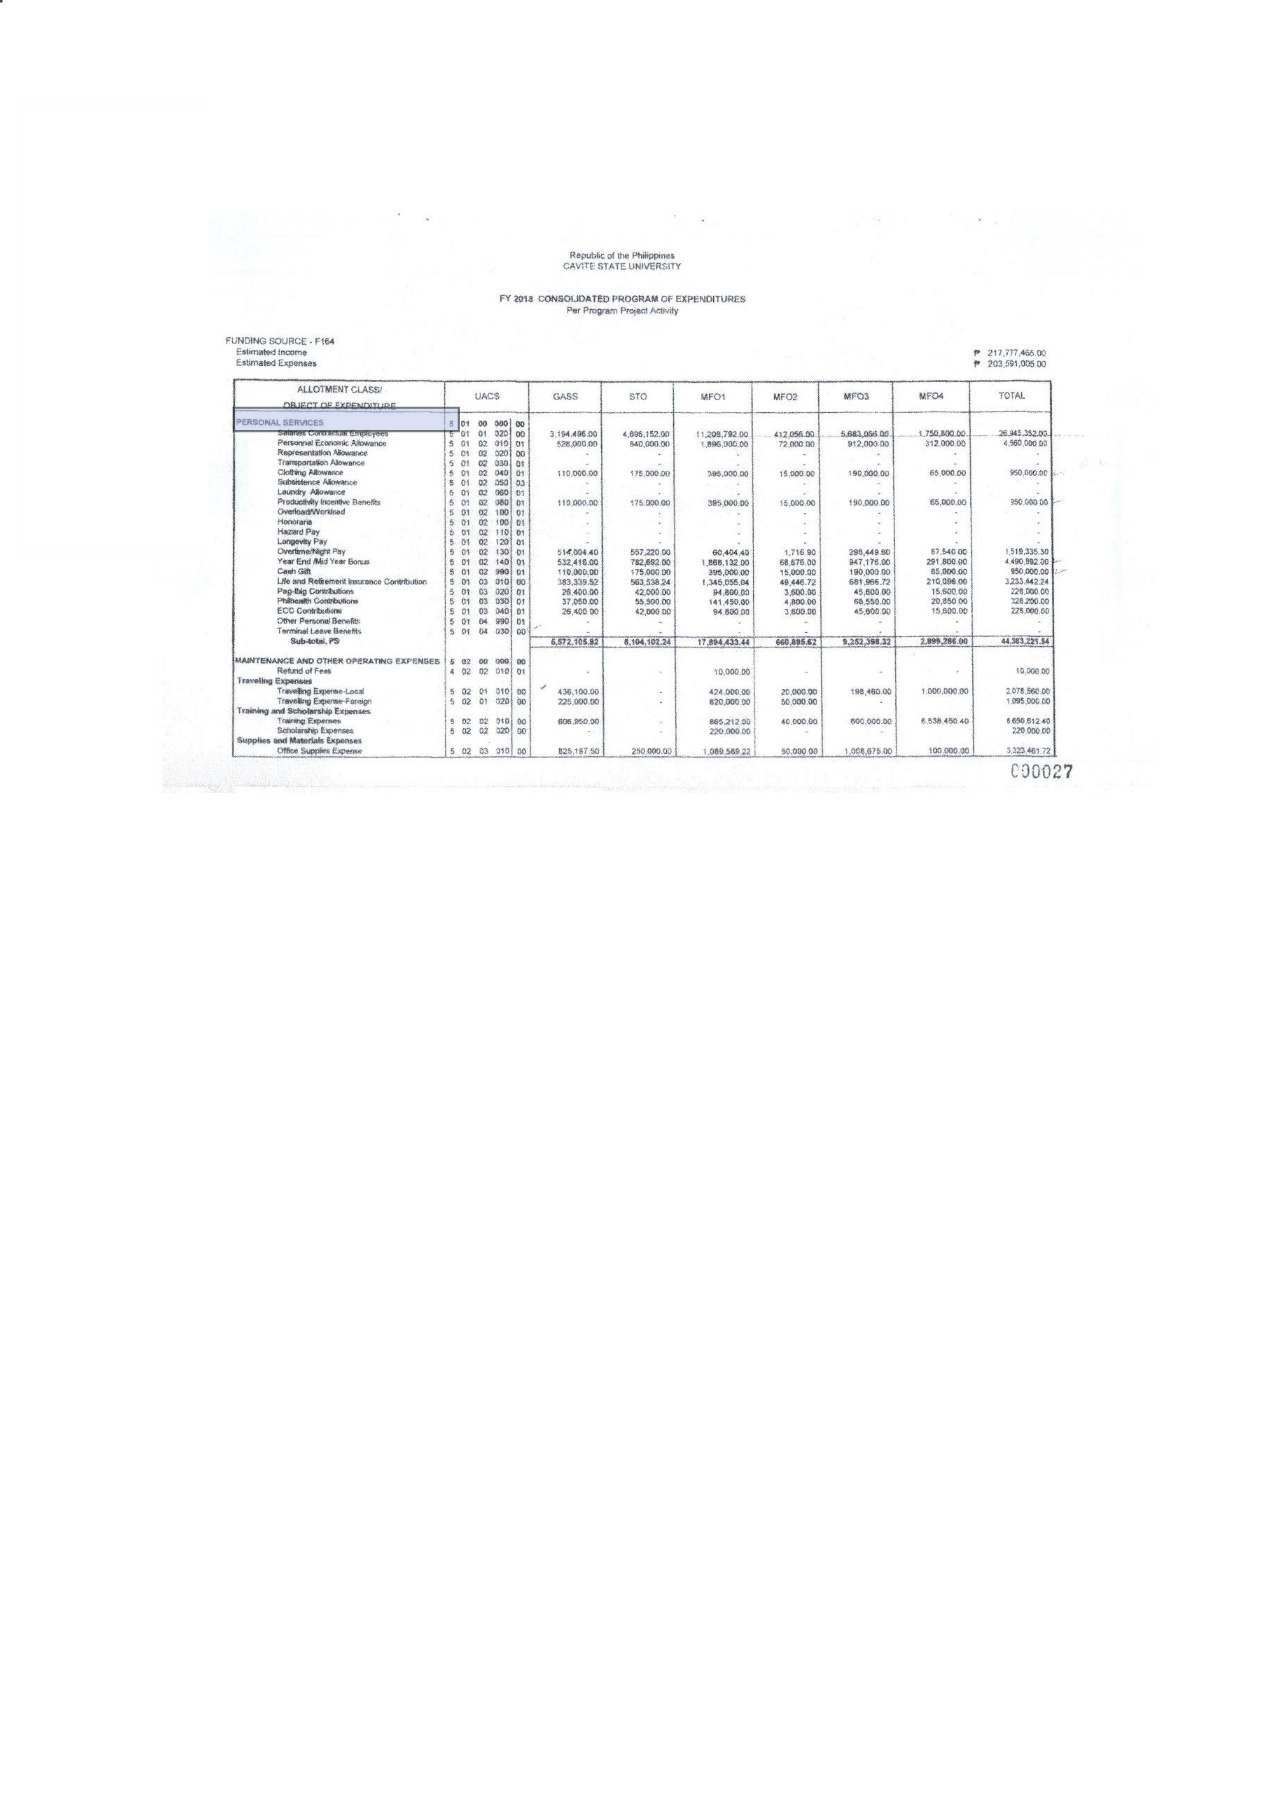 Republic of the Philippines
CAVITE STATE UNIVERSITY
FY 2018 CONSOLIDATED PROGRAM OF EXPENDITURES
Per Program Project Activity
FUNDING SOURCE - F164
Estimated Income ₱ 217,777,466.00
Estimated Expenses ₱ 203,591,005.00
ALLOTMENT CLASS/ OBJECT OF EXPENDITURE UACS GASS STO MFO1 MFO2 MFO3 MFO4 TOTAL
PERSONAL SERVICES 5 01 00 000 00
Salaries Contractual Employees 5 01 01 020 00 3,194,496.00 4,696,152.00 11,208,792.00 412,056.00 5,683,056.00 1,750,800.00 26,945,352.00
Personnel Economic Allowance 5 01 02 010 01 528,000.00 840,000.00 1,896,000.00 72,000.00 912,000.00 312,000.00 4,560,000.00
Representation Allowance 5 01 02 020 00 - - - - - - -
Transportation Allowance 5 01 02 030 01 - - - - - - -
Clothing Allowance 5 01 02 040 01 110,000.00 175,000.00 395,000.00 15,000.00 190,000.00 65,000.00 950,000.00
Subsistence Allowance 5 01 02 050 03 - - - - - - -
Laundry Allowance 5 01 02 060 01 - - - - - - -
Productivity Incentive Benefits 5 01 02 080 01 110,000.00 175,000.00 395,000.00 15,000.00 190,000.00 65,000.00 950,000.00
Overload/Workload 5 01 02 100 01 - - - - - - -
Honoraria 5 01 02 100 01 - - - - - - -
Hazard Pay 5 01 02 110 01 - - - - - - -
Longevity Pay 5 01 02 120 01 - - - - - - -
Overtime/Night Pay 5 01 02 130 01 514,004.40 557,220.00 60,404.40 1,716.90 298,449.60 57,540.00 1,519,335.30
Year End /Mid Year Bonus 5 01 02 140 01 532,416.00 782,692.00 1,868,132.00 68,676.00 947,176.00 291,800.00 4,490,892.00
Cash Gift 5 01 02 990 01 110,000.00 175,000.00 395,000.00 15,000.00 190,000.00 65,000.00 950,000.00
Life and Retirement Insurance Contribution 5 01 03 010 00 383,339.52 563,538.24 1,345,055.04 49,446.72 681,966.72 210,096.00 3,233,442.24
Pag-Ibig Contributions 5 01 03 020 01 26,400.00 42,000.00 94,800.00 3,600.00 45,600.00 15,600.00 228,000.00
Philhealth Contributions 5 01 03 030 01 37,050.00 55,500.00 141,450.00 4,800.00 68,550.00 20,850.00 328,200.00
ECC Contributions 5 01 03 040 01 26,400.00 42,000.00 94,800.00 3,600.00 45,600.00 15,600.00 228,000.00
Other Personal Benefits 5 01 04 990 01 - - - - - - -
Terminal Leave Benefits 5 01 04 030 00 - - - - - - -
Sub-total, PS 5,572,105.92 8,104,102.24 17,894,433.44 660,895.62 9,252,398.32 2,899,286.00 44,383,221.54
MAINTENANCE AND OTHER OPERATING EXPENSES 5 02 00 000 00
Refund of Fees 4 02 02 010 01 - - 10,000.00 - - - 10,000.00
Traveling Expenses
Travelling Expense-Local 5 02 01 010 00 436,100.00 - 424,000.00 20,000.00 198,460.00 1,000,000.00 2,078,560.00
Travelling Expense-Foreign 5 02 01 020 00 225,000.00 - 820,000.00 50,000.00 - - 1,095,000.00
Training and Scholarship Expenses
Training Expenses 5 02 02 010 00 606,950.00 - 865,212.00 40,000.00 600,000.00 6,538,450.40 8,650,612.40
Scholarship Expenses 5 02 02 020 00 - - 220,000.00 - - - 220,000.00
Supplies and Materials Expenses
Office Supplies Expense 5 02 03 010 00 825,197.50 250,000.00 1,089,589.22 50,000.00 1,008,675.00 100,000.00 3,323,461.72
000027